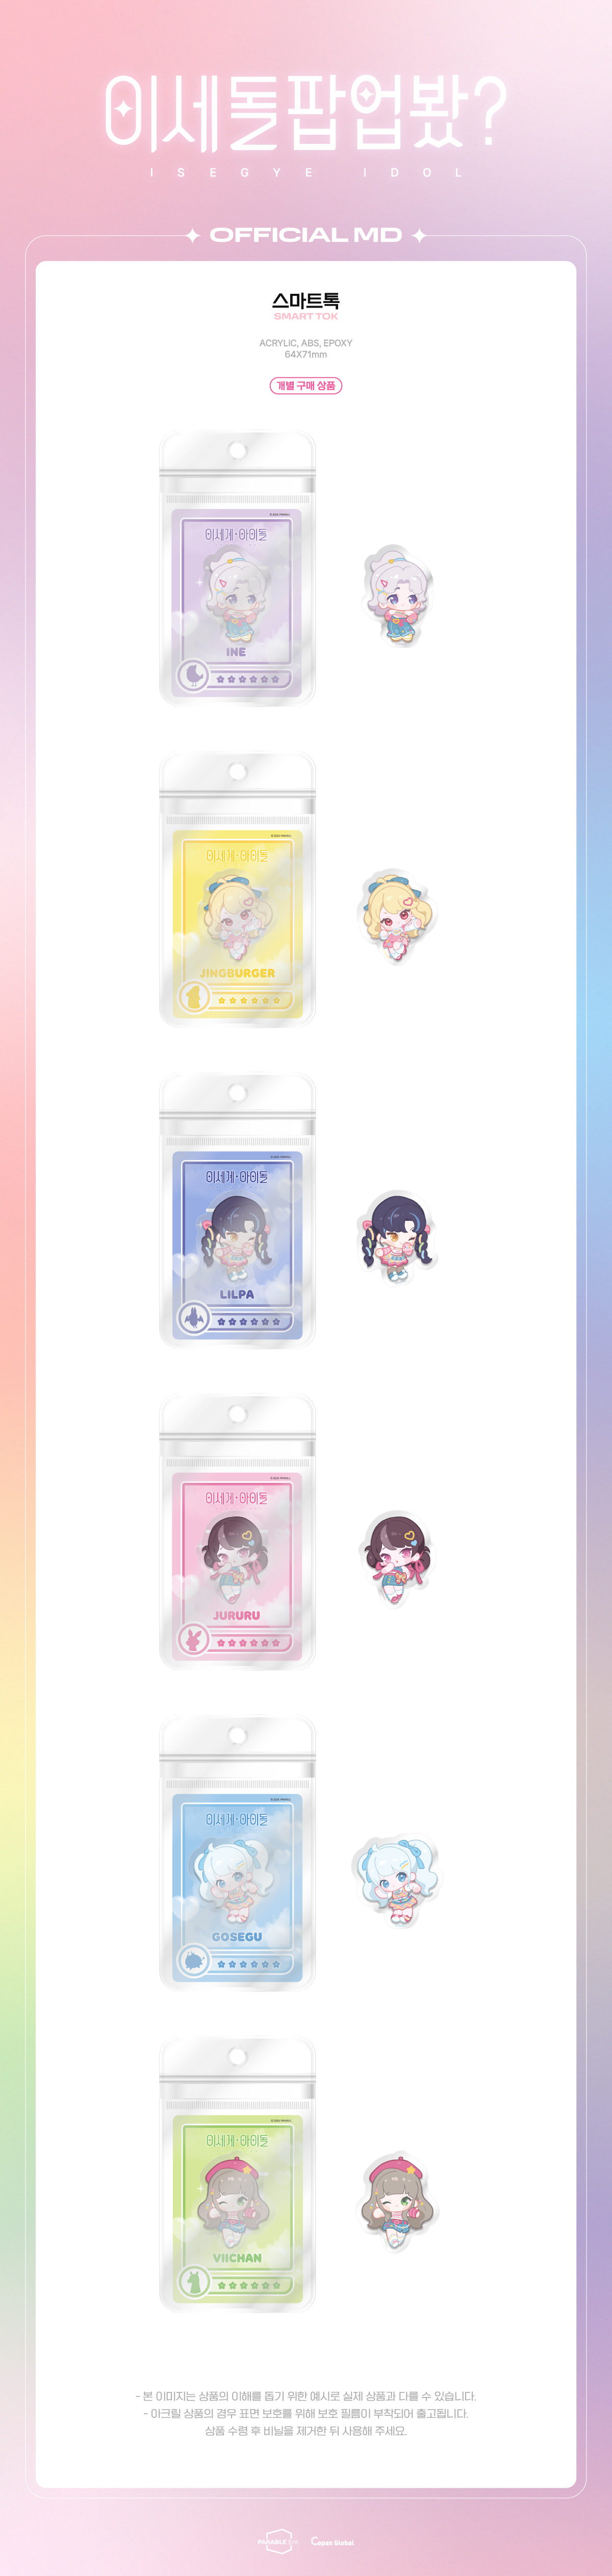 이세돌팝업봤?
ISEGYE IDOL
OFFICIAL MD
스마트톡
SMART TOK
ACRYLIC, ABS, EPOXY
64X71mm
개별 구매 상품
이세계아이돌
INE
이세계아이돌
JINGBURGER
이세계아이돌
LILPA
이세계아이돌
JURURU
이세계아이돌
GOSEGU
이세계아이돌
VIICHAN
- 본 이미지는 상품의 이해를 돕기 위한 예시로 실제 상품과 다를 수 있습니다.
- 아크릴 상품의 경우 표면 보호를 위해 보호 필름이 부착되어 출고됩니다.
상품 수령 후 비닐을 제거한 뒤 사용해 주세요.
PARABLE
Copan Global